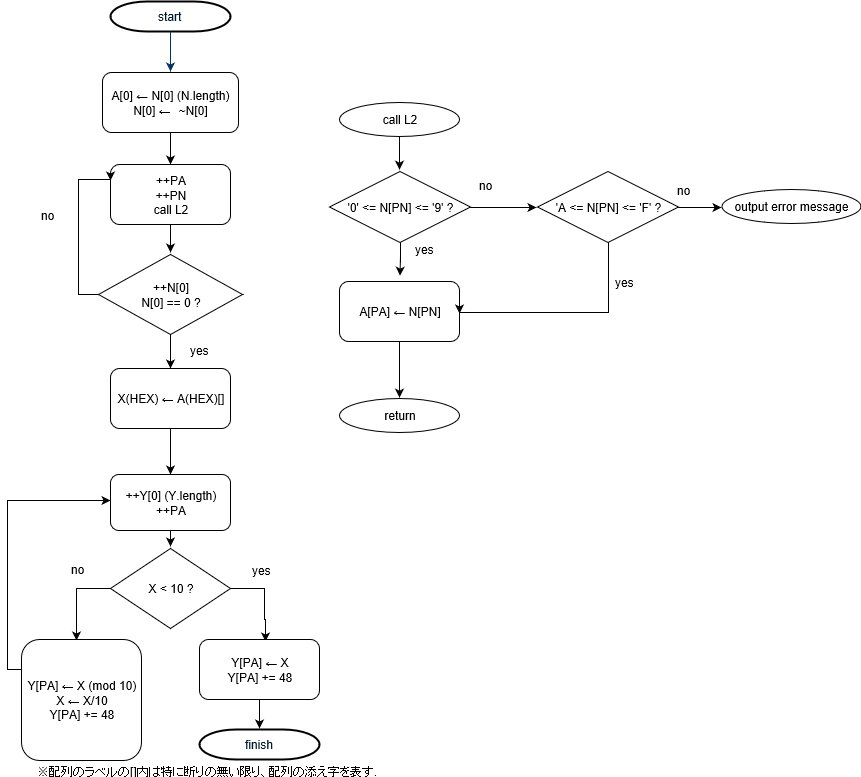 start
A[0] ← N[0] (N.length)
N[0] ← ~N[0]
++PA
++PN
call L2
no
++N[0]
N[0] == 0 ?
yes
X(HEX) ← A(HEX)[]
++Y[0] (Y.length)
++PA
X < 10 ?
no
yes
Y[PA] ← X (mod 10)
X ← X/10
Y[PA] += 48
Y[PA] ← X
Y[PA] += 48
finish
call L2
'0' <= N[PN] <= '9' ?
no
'A <= N[PN] <= 'F' ?
no
output error message
yes
yes
A[PA] ← N[PN]
return
※配列のラベルの[]内は特に断りの無い限り、配列の添え字を表す.